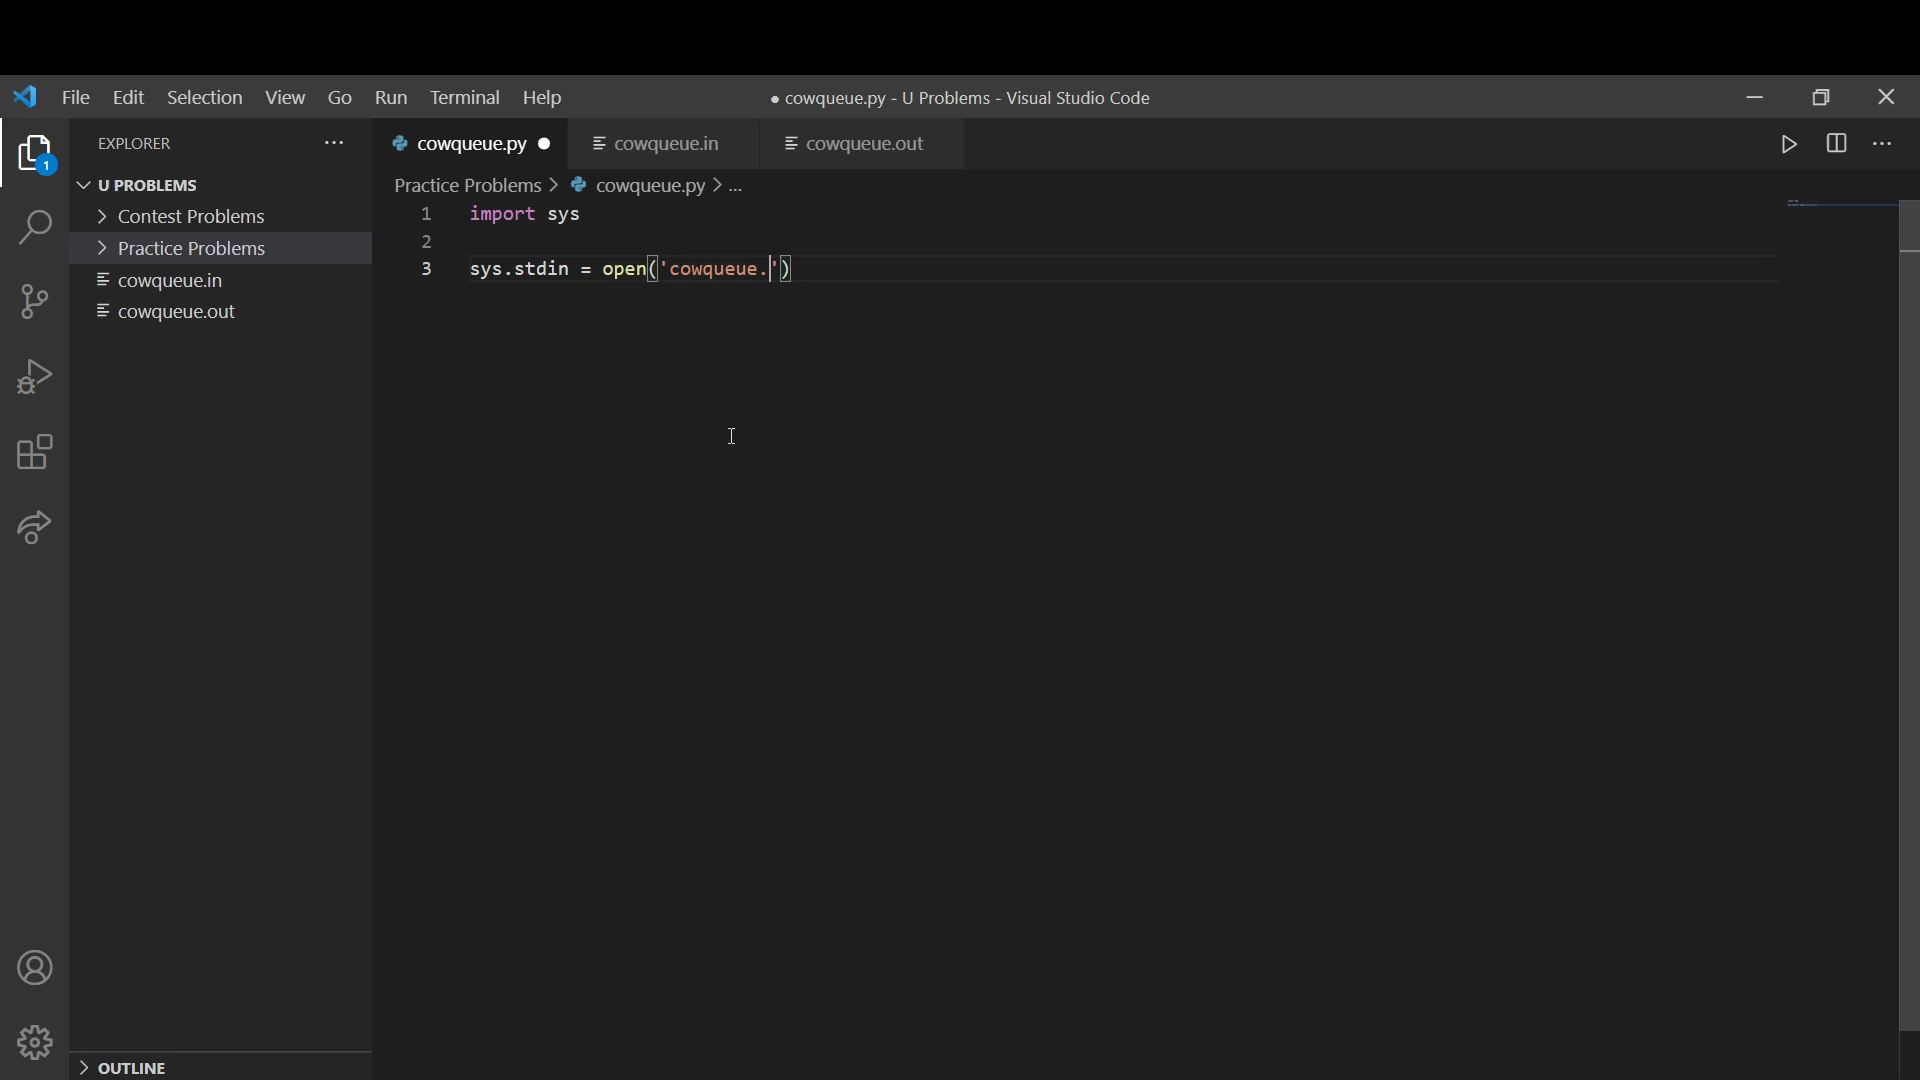 File Edit Selection View Go Run Terminal Help
● cowqueue.py - U Problems - Visual Studio Code
EXPLORER
1
U PROBLEMS
Contest Problems
Practice Problems
cowqueue.in
cowqueue.out
OUTLINE
cowqueue.py cowqueue.in cowqueue.out
Practice Problems > cowqueue.py > ...
1 import sys
2
3 sys.stdin = open('cowqueue.')